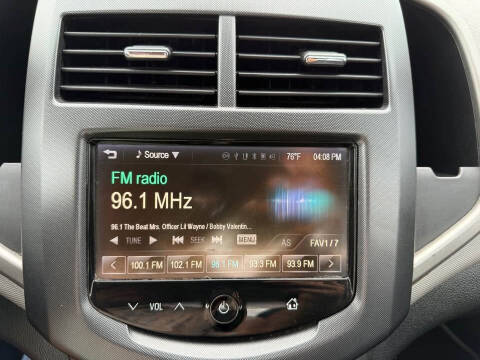 Source 76°F 04:08 PM
FM radio
96.1 MHz
96.1 The Beat Mrs. Officer Lil Wayne / Bobby Valentin...
TUNE SEEK MENU AS FAV1 / 7
100.1 FM 102.1 FM 96.1 FM 93.3 FM 93.9 FM
VOL